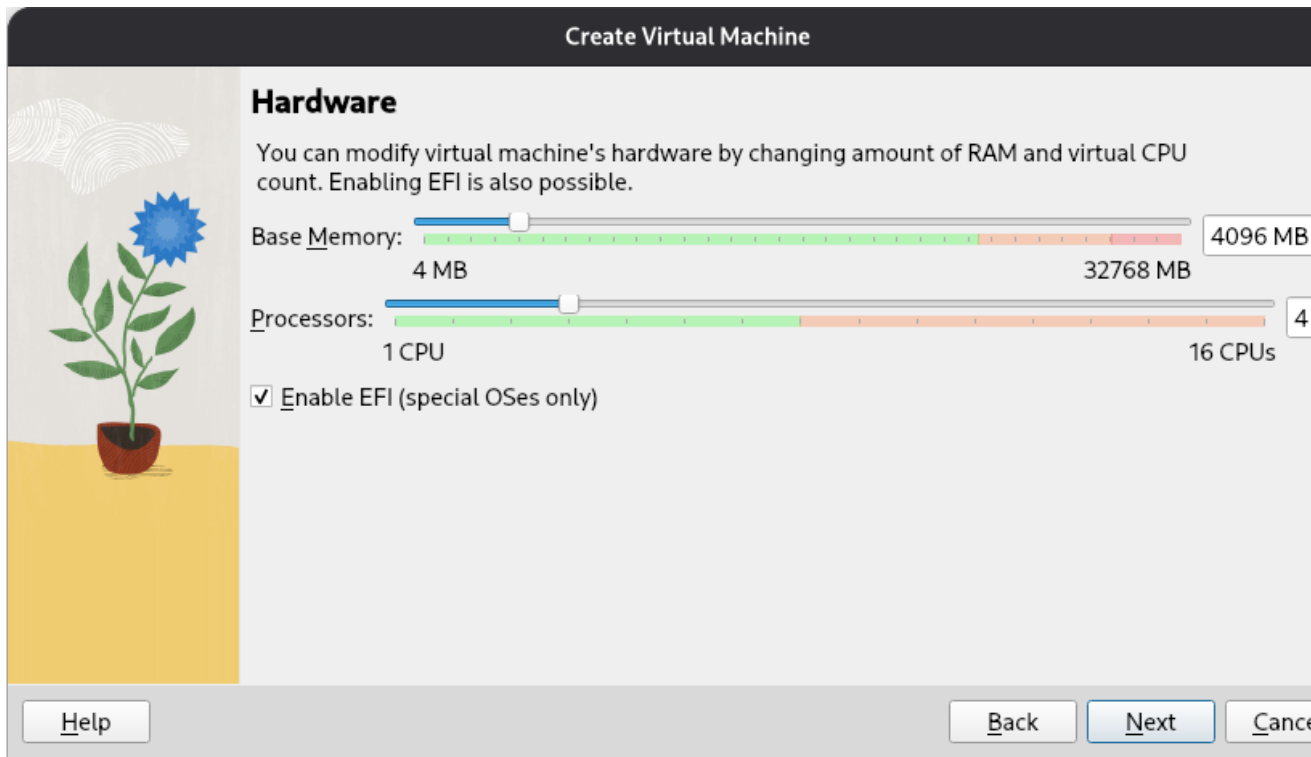 Create Virtual Machine
Hardware
You can modify virtual machine's hardware by changing amount of RAM and virtual CPU
count. Enabling EFI is also possible.
Base Memory: 4096 MB
4 MB 32768 MB
Processors: 4
1 CPU 16 CPUs
Enable EFI (special OSes only)
Help Back Next Cance